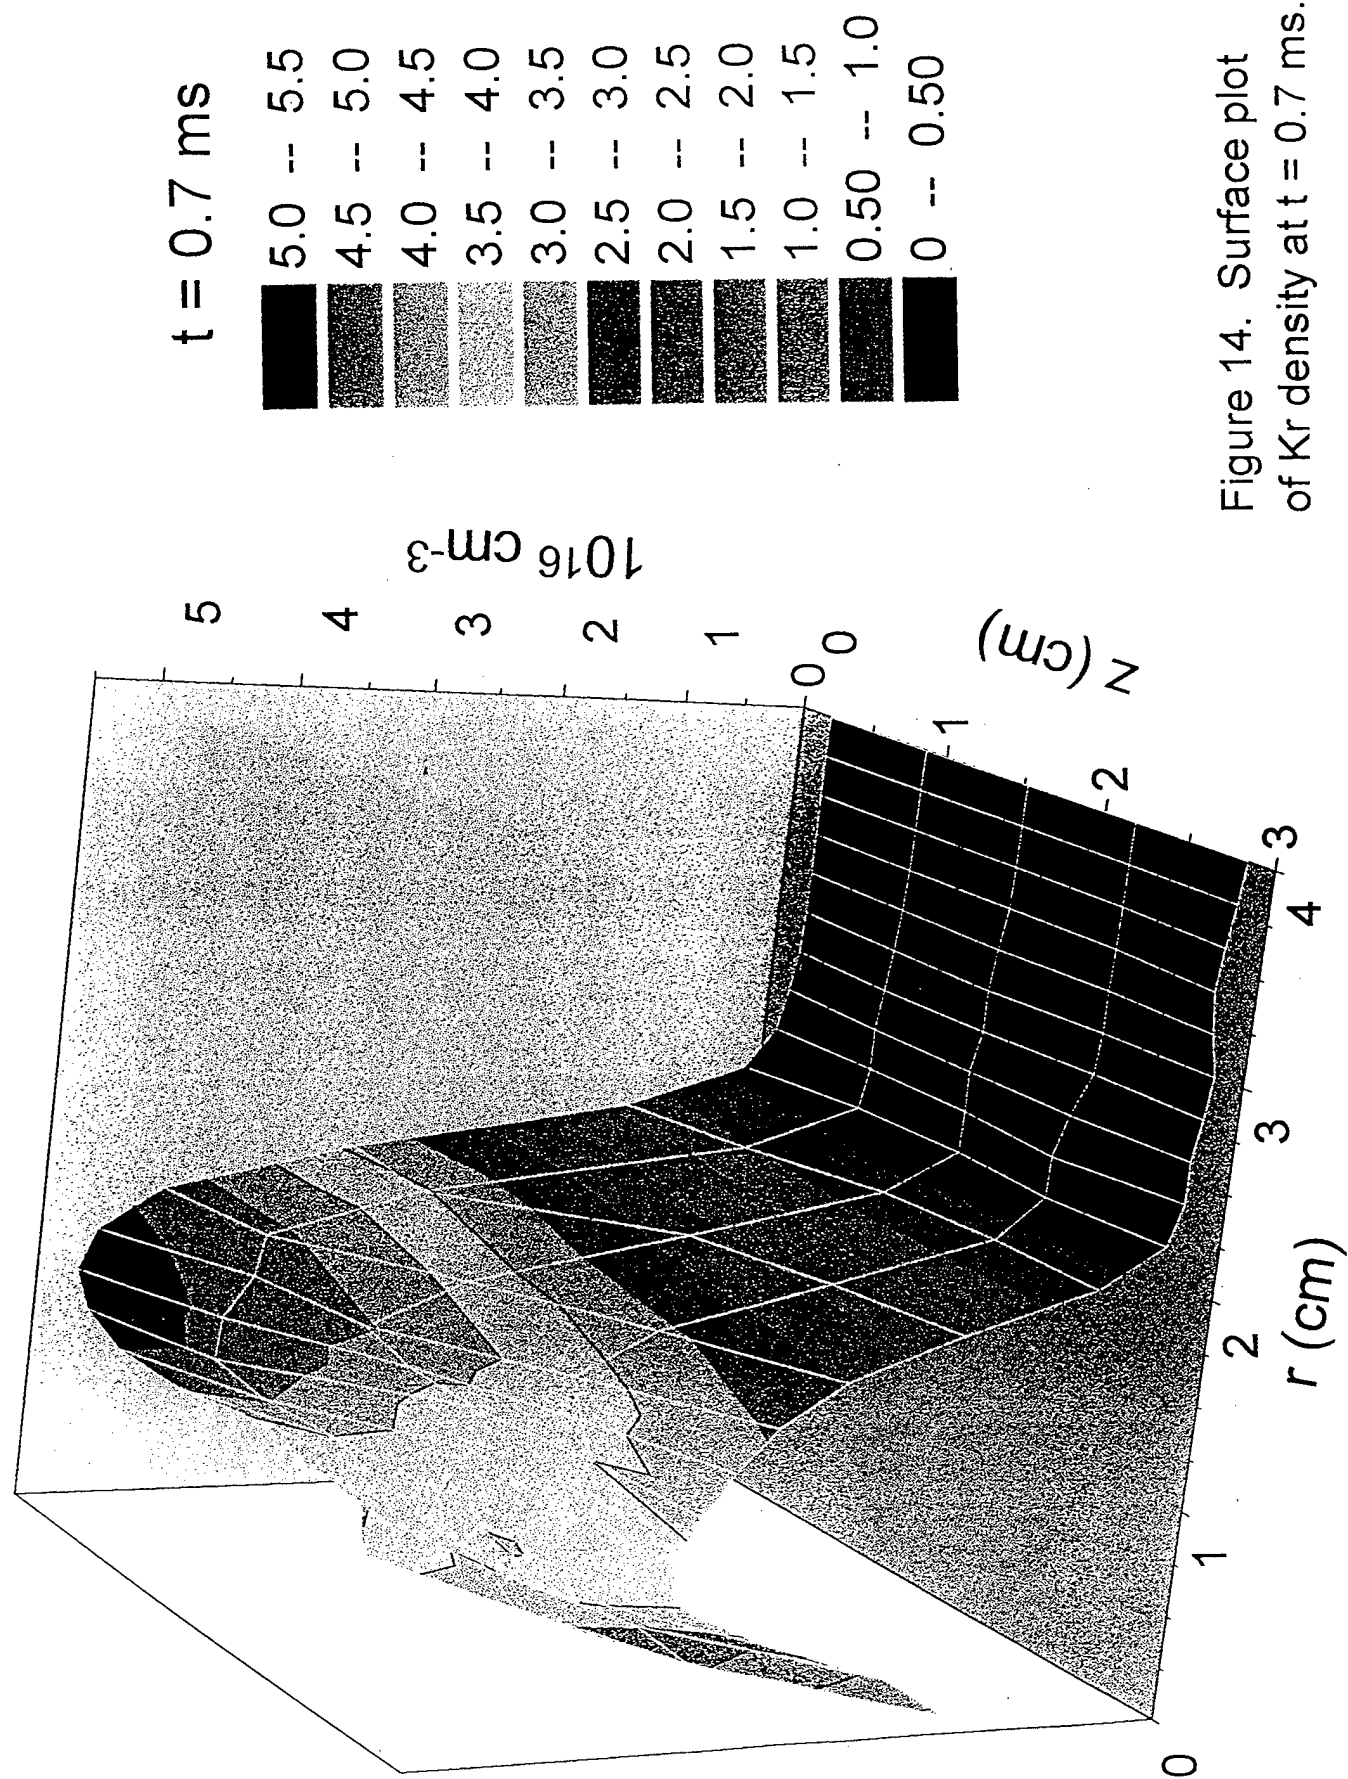 t = 0.7 ms
5.0 -- 5.5
4.5 -- 5.0
4.0 -- 4.5
3.5 -- 4.0
3.0 -- 3.5
2.5 -- 3.0
2.0 -- 2.5
1.5 -- 2.0
1.0 -- 1.5
0.50 -- 1.0
0 -- 0.50
10^16 cm^-3
5
4
3
2
1
0
0
1
2
3
z (cm)
4
3
2
1
0
r (cm)
Figure 14. Surface plot
of Kr density at t = 0.7 ms.